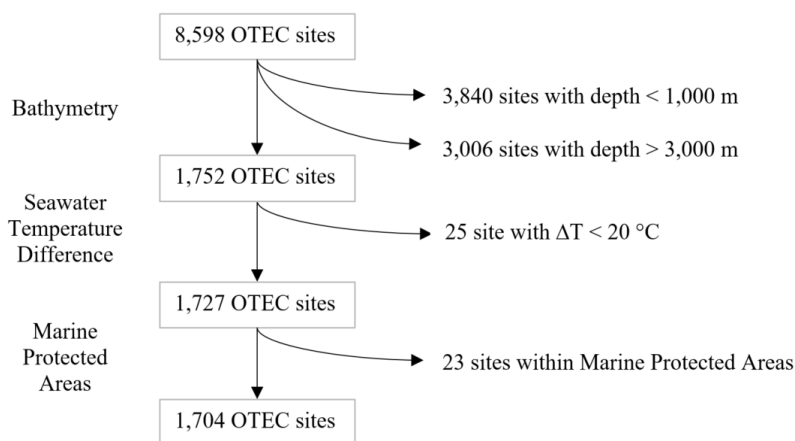 8,598 OTEC sites
Bathymetry
3,840 sites with depth < 1,000 m
3,006 sites with depth > 3,000 m
1,752 OTEC sites
Seawater
Temperature
Difference
25 site with ΔT < 20 °C
1,727 OTEC sites
Marine
Protected
Areas
23 sites within Marine Protected Areas
1,704 OTEC sites